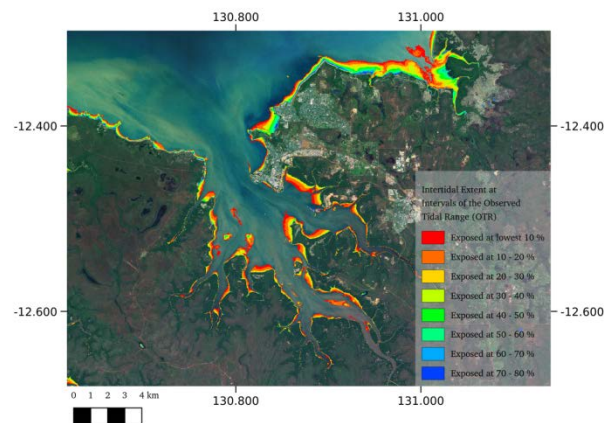 130.800 131.000
-12.400 -12.400
Intertidal Extent at
Intervals of the Observed
Tidal Range (OTR)
Exposed at lowest 10 %
Exposed at 10 - 20 %
Exposed at 20 - 30 %
Exposed at 30 - 40 %
Exposed at 40 - 50 %
Exposed at 50 - 60 %
Exposed at 60 - 70 %
Exposed at 70 - 80 %
-12.600 -12.600
0 1 2 3 4 km
130.800 131.000